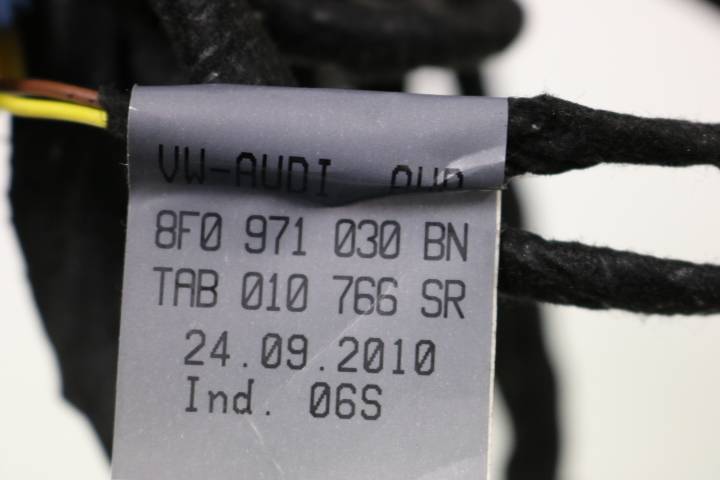 VW-AUDI
8F0 971 030 BN
TAB 010 766 SR
24.09.2010
Ind. 06S